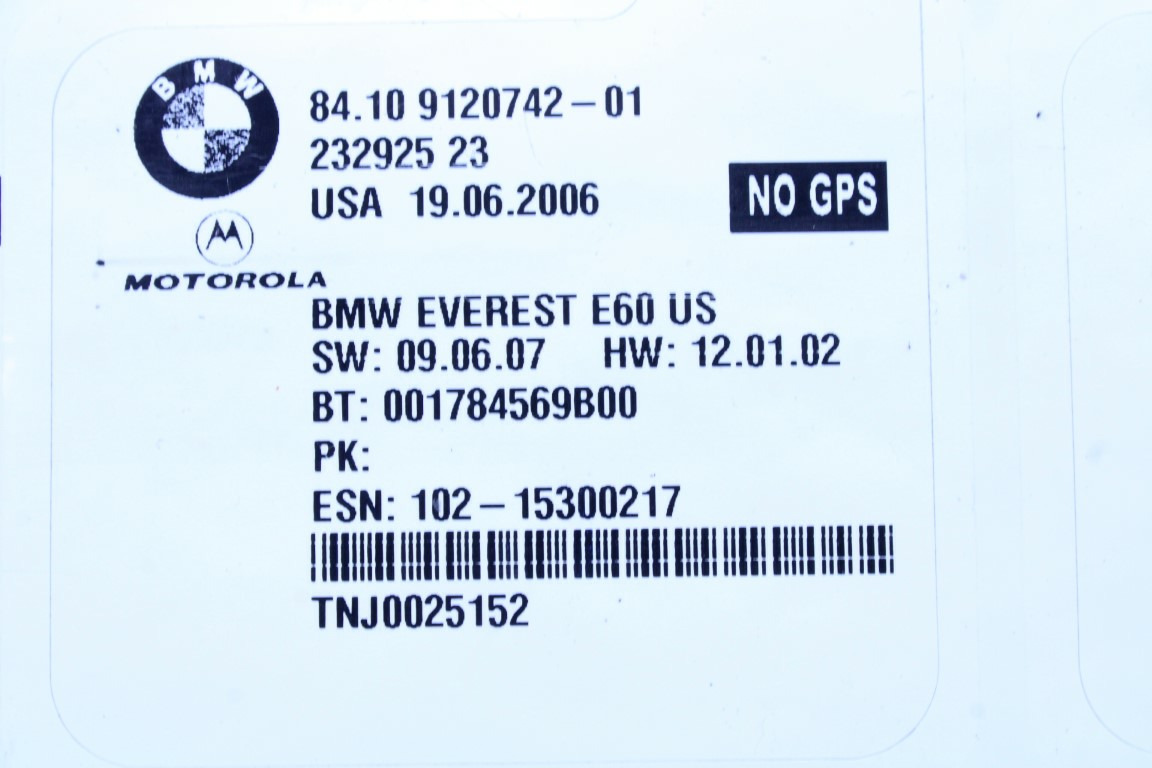 BMW
84.10 9120742-01
232925 23
USA 19.06.2006
NO GPS
MOTOROLA
BMW EVEREST E60 US
SW: 09.06.07 HW: 12.01.02
BT: 001784569B00
PK:
ESN: 102-15300217
TNJ0025152